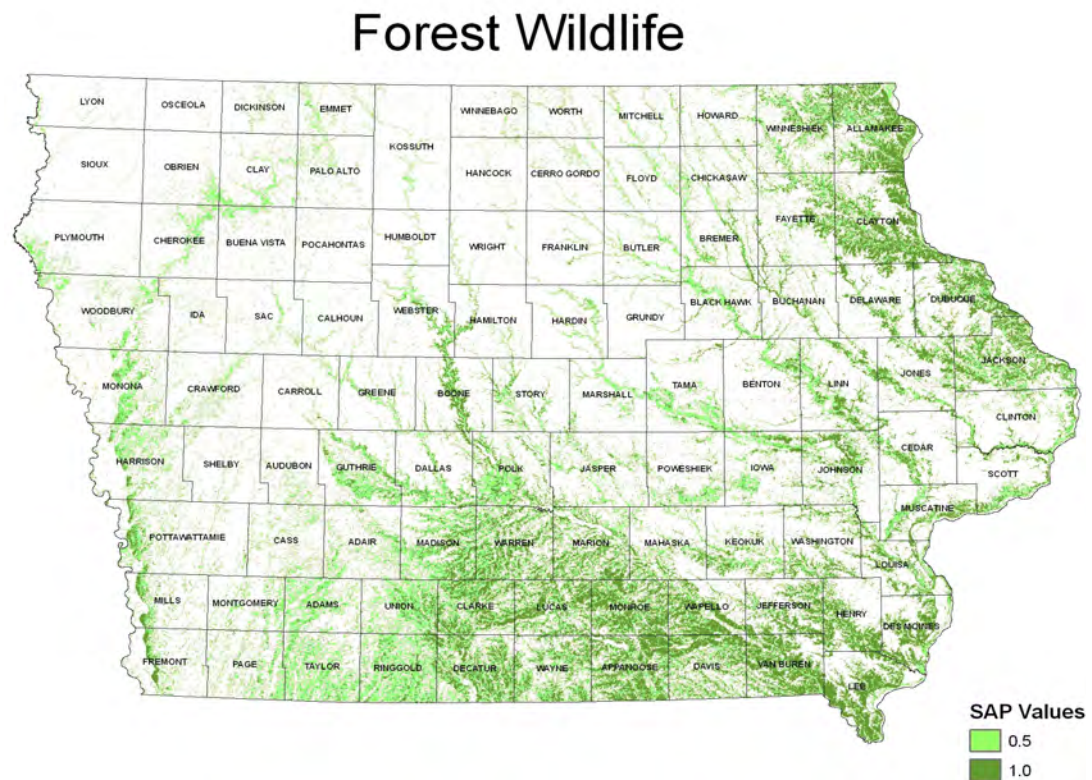 Forest Wildlife
LYON OSCEOLA DICKINSON EMMET WINNEBAGO WORTH MITCHELL HOWARD WINNESHIEK ALLAMAKEE
KOSSUTH
SIOUX OBRIEN CLAY PALO ALTO HANCOCK CERRO GORDO FLOYD CHICKASAW
PLYMOUTH CHEROKEE BUENA VISTA POCAHONTAS HUMBOLDT WRIGHT FRANKLIN BUTLER BREMER FAYETTE CLAYTON
WOODBURY IDA SAC CALHOUN WEBSTER HAMILTON HARDIN GRUNDY BLACK HAWK BUCHANAN DELAWARE DUBUQUE
MONONA CRAWFORD CARROLL GREENE BOONE STORY MARSHALL TAMA BENTON LINN JONES JACKSON
CLINTON
HARRISON SHELBY AUDUBON GUTHRIE DALLAS POLK JASPER POWESHIEK IOWA JOHNSON CEDAR SCOTT
MUSCATINE
POTTAWATTAMIE CASS ADAIR MADISON WARREN MARION MAHASKA KEOKUK WASHINGTON
LOUISA
MILLS MONTGOMERY ADAMS UNION CLARKE LUCAS MONROE WAPELLO JEFFERSON HENRY DES MOINES
FREMONT PAGE TAYLOR RINGGOLD DECATUR WAYNE APPANOOSE DAVIS VAN BUREN LEE
SAP Values
0.5
1.0